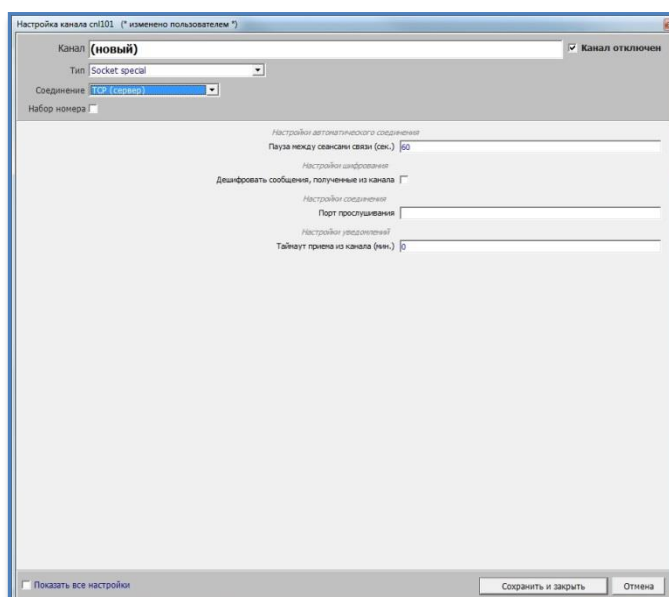 Настройка канала cnl101 (* изменено пользователем *)
Канал (новый) Канал отключен
Тип Socket special
Соединение TCP (сервер)
Набор номера
Настройки автоматического соединения
Пауза между сеансами связи (сек.) 60
Настройки шифрования
Дешифровать сообщения, полученные из канала
Настройки соединения
Порт прослушивания
Настройки уведомлений
Таймаут приема из канала (мин.) 0
Показать все настройки Сохранить и закрыть Отмена